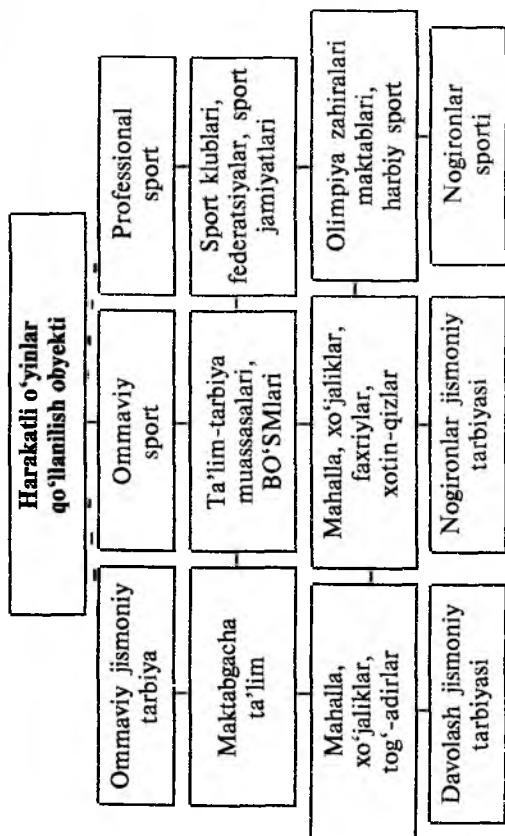 Harakatli o‘yinlar
qo‘llanilish obyekti
Ommaviy jismoniy
tarbiya
Ommaviy
sport
Professional
sport
Maktabgacha
ta’lim
Ta’lim-tarbiya
muassasalari,
BO‘SMlari
Sport klublari,
federatsiyalar, sport
jamiyatlari
Mahalla,
xo‘jaliklar,
tog‘-adirlar
Mahalla, xo‘jaliklar,
faxriylar,
xotin-qizlar
Olimpiya zahiralari
maktablari,
harbiy sport
Davolash jismoniy
tarbiyasi
Nogironlar jismoniy
tarbiyasi
Nogironlar
sporti